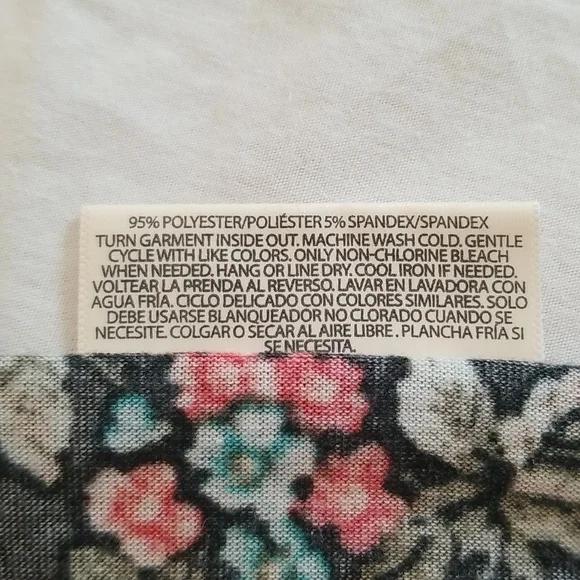 95% POLYESTER/POLIÉSTER 5% SPANDEX/SPANDEX
TURN GARMENT INSIDE OUT. MACHINE WASH COLD. GENTLE
CYCLE WITH LIKE COLORS. ONLY NON-CHLORINE BLEACH
WHEN NEEDED. HANG OR LINE DRY. COOL IRON IF NEEDED.
VOLTEAR LA PRENDA AL REVERSO. LAVAR EN LAVADORA CON
AGUA FRÍA. CICLO DELICADO CON COLORES SIMILARES. SOLO
DEBE USARSE BLANQUEADOR NO CLORADO CUANDO SE
NECESITE. COLGAR O SECAR AL AIRE LIBRE . PLANCHA FRÍA SI
SE NECESITA.